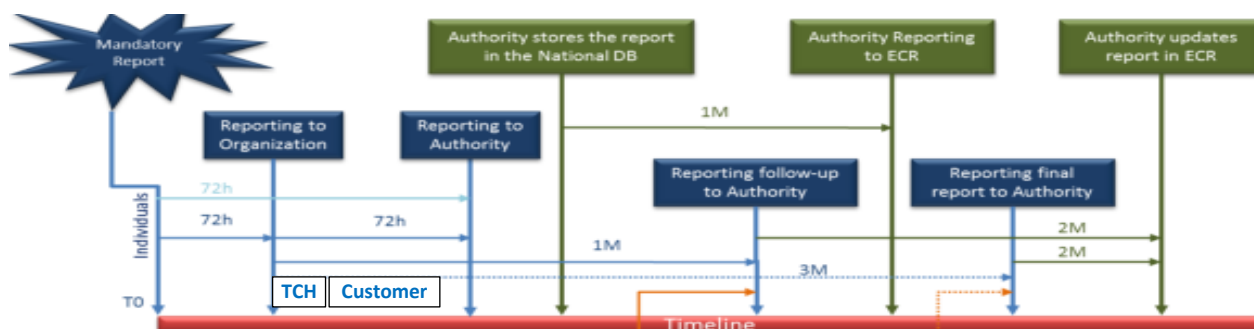 Mandatory
Report
Authority stores the report
in the National DB
Authority Reporting
to ECR
Authority updates
report in ECR
1M
Reporting to
Organization
Reporting to
Authority
Reporting follow-up
to Authority
Reporting final
report to Authority
72h
Individuals
72h
72h
2M
1M
2M
3M
TCH
Customer
TO
Timeline